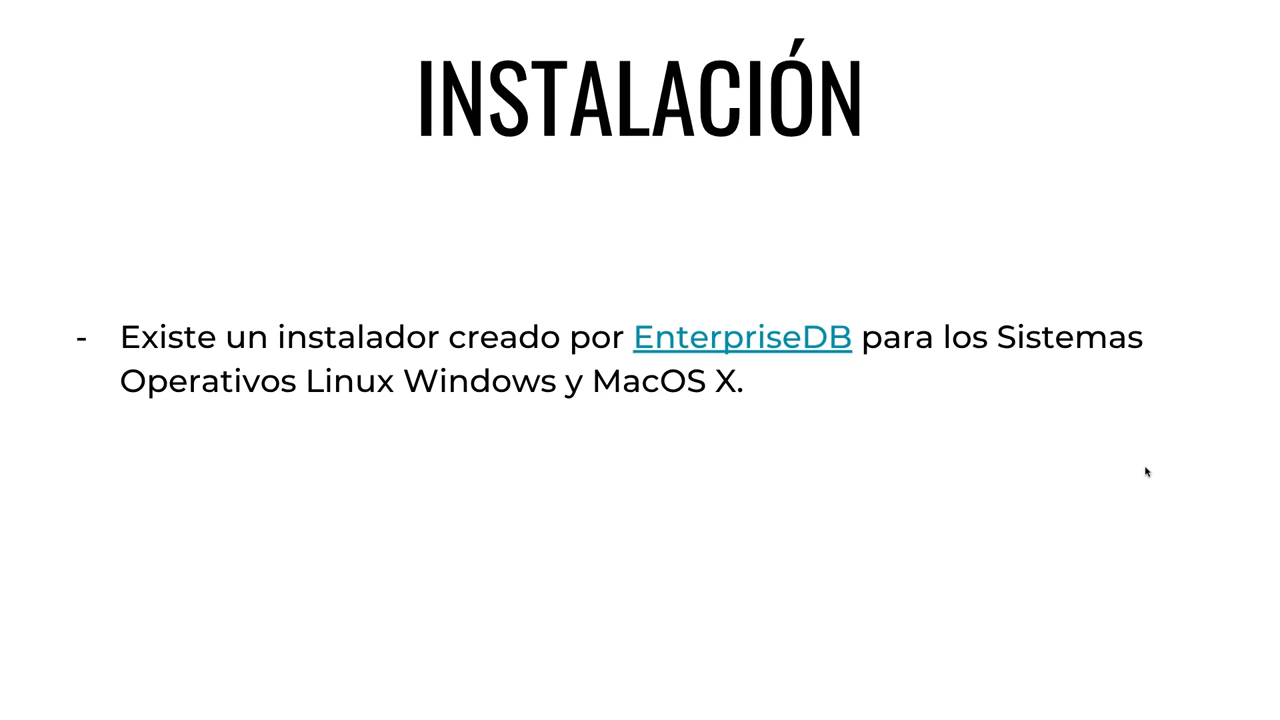 INSTALACIÓN
- Existe un instalador creado por EnterpriseDB para los Sistemas
Operativos Linux Windows y MacOS X.